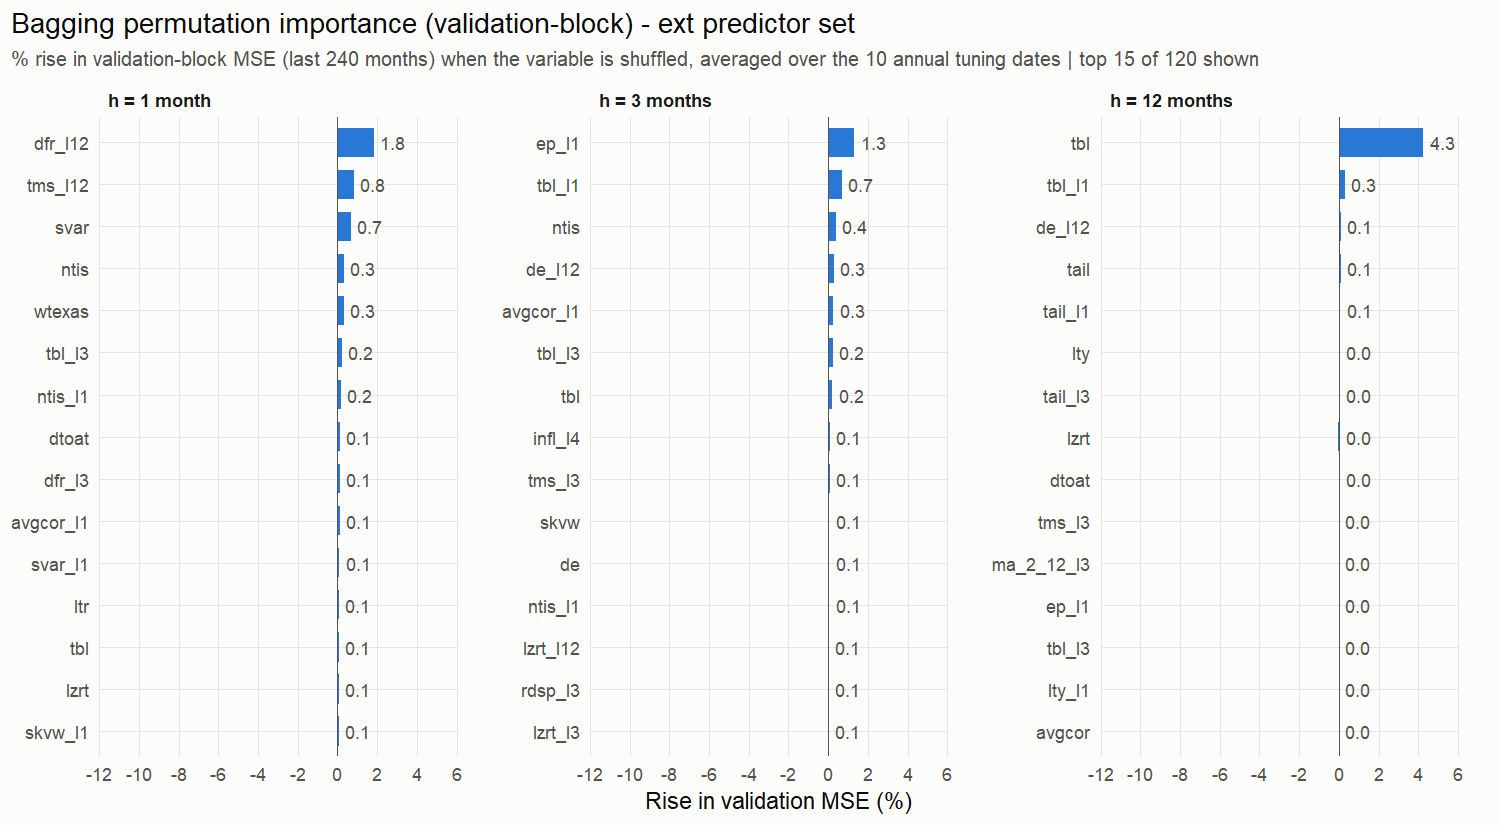 Bagging permutation importance (validation-block) - ext predictor set
% rise in validation-block MSE (last 240 months) when the variable is shuffled, averaged over the 10 annual tuning dates | top 15 of 120 shown
h = 1 month
dfr_l12 1.8
tms_l12 0.8
svar 0.7
ntis 0.3
wtexas 0.3
tbl_l3 0.2
ntis_l1 0.2
dtoat 0.1
dfr_l3 0.1
avgcor_l1 0.1
svar_l1 0.1
ltr 0.1
tbl 0.1
lzrt 0.1
skvw_l1 0.1
-12 -10 -8 -6 -4 -2 0 2 4 6
h = 3 months
ep_l1 1.3
tbl_l1 0.7
ntis 0.4
de_l12 0.3
avgcor_l1 0.3
tbl_l3 0.2
tbl 0.2
infl_l4 0.1
tms_l3 0.1
skvw 0.1
de 0.1
ntis_l1 0.1
lzrt_l12 0.1
rdsp_l3 0.1
lzrt_l3 0.1
-12 -10 -8 -6 -4 -2 0 2 4 6
h = 12 months
tbl 4.3
tbl_l1 0.3
de_l12 0.1
tail 0.1
tail_l1 0.1
lty 0.0
tail_l3 0.0
lzrt 0.0
dtoat 0.0
tms_l3 0.0
ma_2_12_l3 0.0
ep_l1 0.0
tbl_l3 0.0
lty_l1 0.0
avgcor 0.0
-12 -10 -8 -6 -4 -2 0 2 4 6
Rise in validation MSE (%)